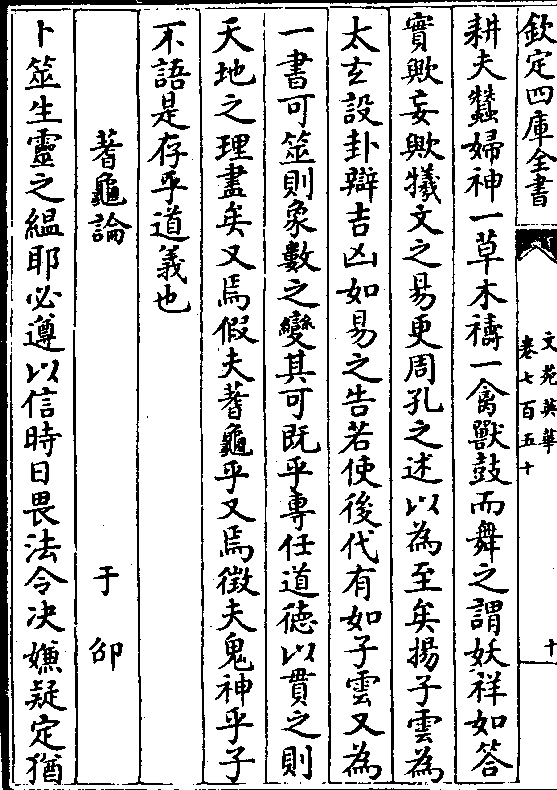 欽定四庫全書
文苑英華
卷七百五十
十
耕夫蠶婦神一草木禱一禽獸鼓而舞之謂妖祥如答
實歟妄歟犧文之易更周孔之述以為至矣揚子雲為
太𤣥設卦辯吉凶如易之告若使後代有如子雲又為
一書可筮則象數之變其可既乎專任道徳以貫之則
天地之理盡矣又焉假夫蓍龜乎又焉徴夫鬼神乎子
不語是存乎道義也
蓍龜論 于邵
卜筮生靈之緼耶必遵以信時日畏法令决嫌疑定猶